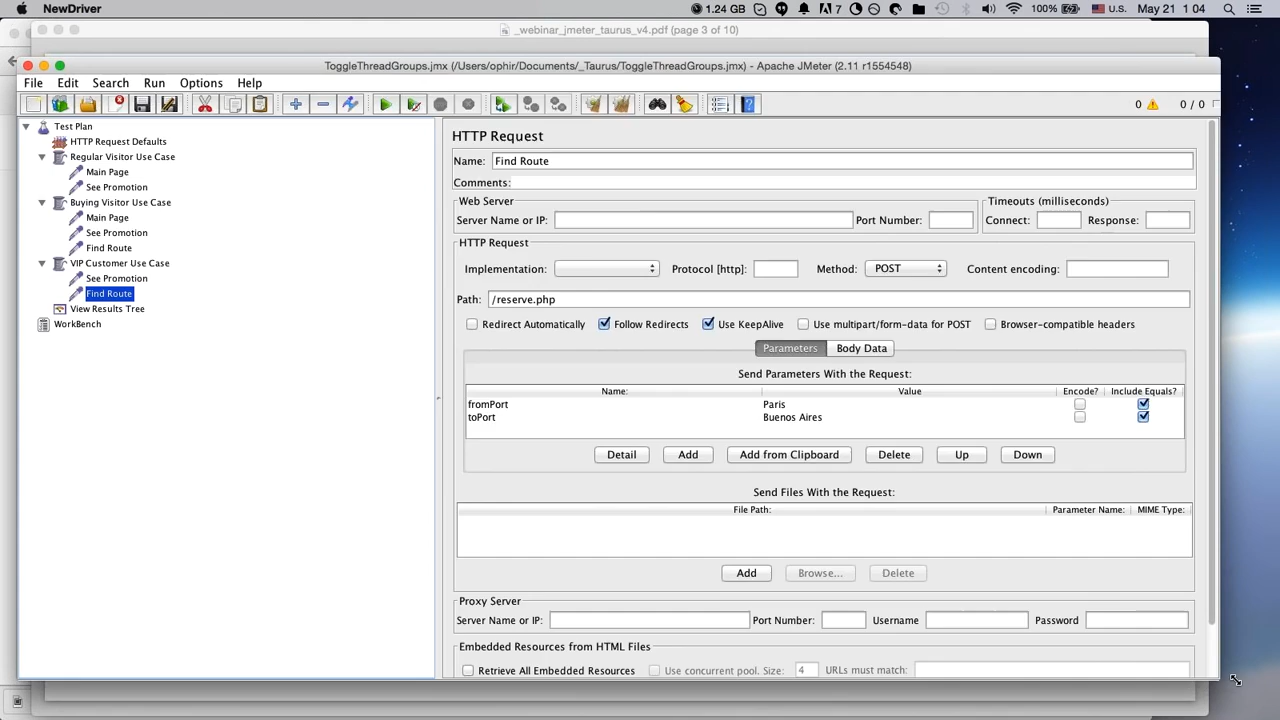 NewDriver 1.24 GB 7 100% U.S. May 21 1 04
_webinar_jmeter_taurus_v4.pdf (page 3 of 10)
ToggleThreadGroups.jmx (/Users/ophir/Documents/_Taurus/ToggleThreadGroups.jmx) - Apache JMeter (2.11 r1554548)
File Edit Search Run Options Help
0 0 / 0
Test Plan
HTTP Request Defaults
Regular Visitor Use Case
Main Page
See Promotion
Buying Visitor Use Case
Main Page
See Promotion
Find Route
VIP Customer Use Case
See Promotion
Find Route
View Results Tree
WorkBench
HTTP Request
Name: Find Route
Comments:
Web Server
Server Name or IP: Port Number:
Timeouts (milliseconds)
Connect: Response:
HTTP Request
Implementation: Protocol [http]: Method: POST Content encoding:
Path: /reserve.php
Redirect Automatically Follow Redirects Use KeepAlive Use multipart/form-data for POST Browser-compatible headers
Parameters Body Data
Send Parameters With the Request:
Name: Value Encode? Include Equals?
fromPort Paris
toPort Buenos Aires
Detail Add Add from Clipboard Delete Up Down
Send Files With the Request:
File Path: Parameter Name: MIME Type:
Add Browse... Delete
Proxy Server
Server Name or IP: Port Number: Username Password
Embedded Resources from HTML Files
Retrieve All Embedded Resources Use concurrent pool. Size: 4 URLs must match: